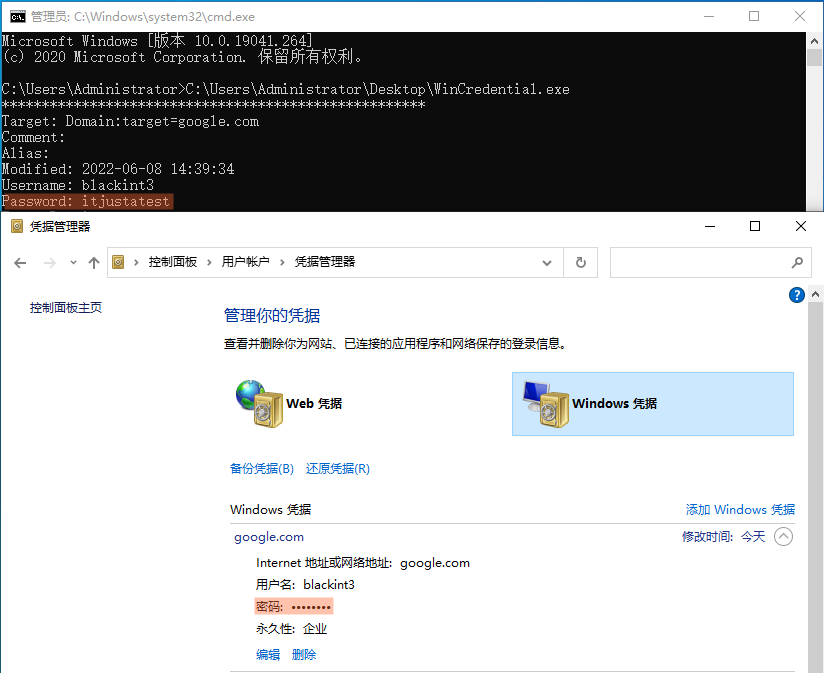 管理员: C:\Windows\system32\cmd.exe
Microsoft Windows [版本 10.0.19041.264]
(c) 2020 Microsoft Corporation. 保留所有权利。
C:\Users\Administrator>C:\Users\Administrator\Desktop\WinCredential.exe
*****************************************************
Target: Domain:target=google.com
Comment:
Alias:
Modified: 2022-06-08 14:39:34
Username: blackint3
Password: itjustatest
凭据管理器
控制面板 > 用户帐户 > 凭据管理器
控制面板主页
管理你的凭据
查看并删除你为网站、已连接的应用程序和网络保存的登录信息。
Web 凭据
Windows 凭据
备份凭据(B) 还原凭据(R)
Windows 凭据 添加 Windows 凭据
google.com 修改时间: 今天
Internet 地址或网络地址: google.com
用户名: blackint3
密码: ••••••••
永久性: 企业
编辑 删除